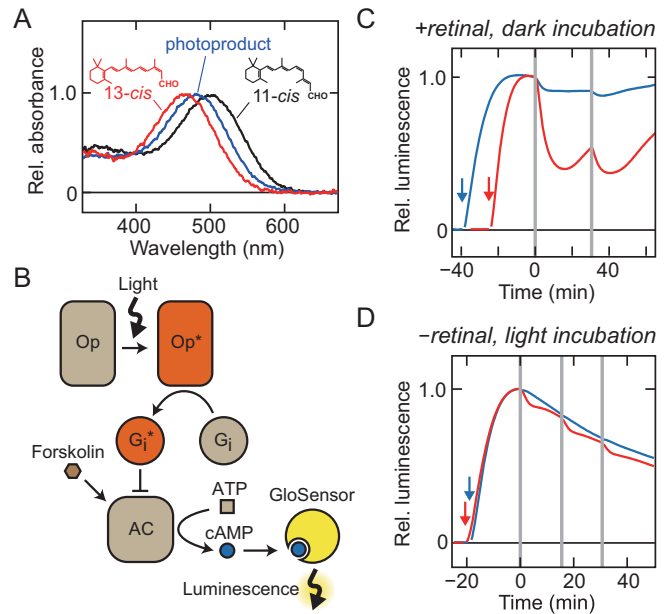 A
photoproduct
CHO
CHO
13-cis
11-cis
1.0
0
Rel. absorbance
400
500
600
Wavelength (nm)
B
Light
Op
Op*
Gi*
Gi
Forskolin
ATP
GloSensor
AC
cAMP
Luminescence
C
+retinal, dark incubation
1.0
0
Rel. luminescence
−40
0
40
Time (min)
D
−retinal, light incubation
1.0
0
Rel. luminescence
−20
0
20
40
Time (min)